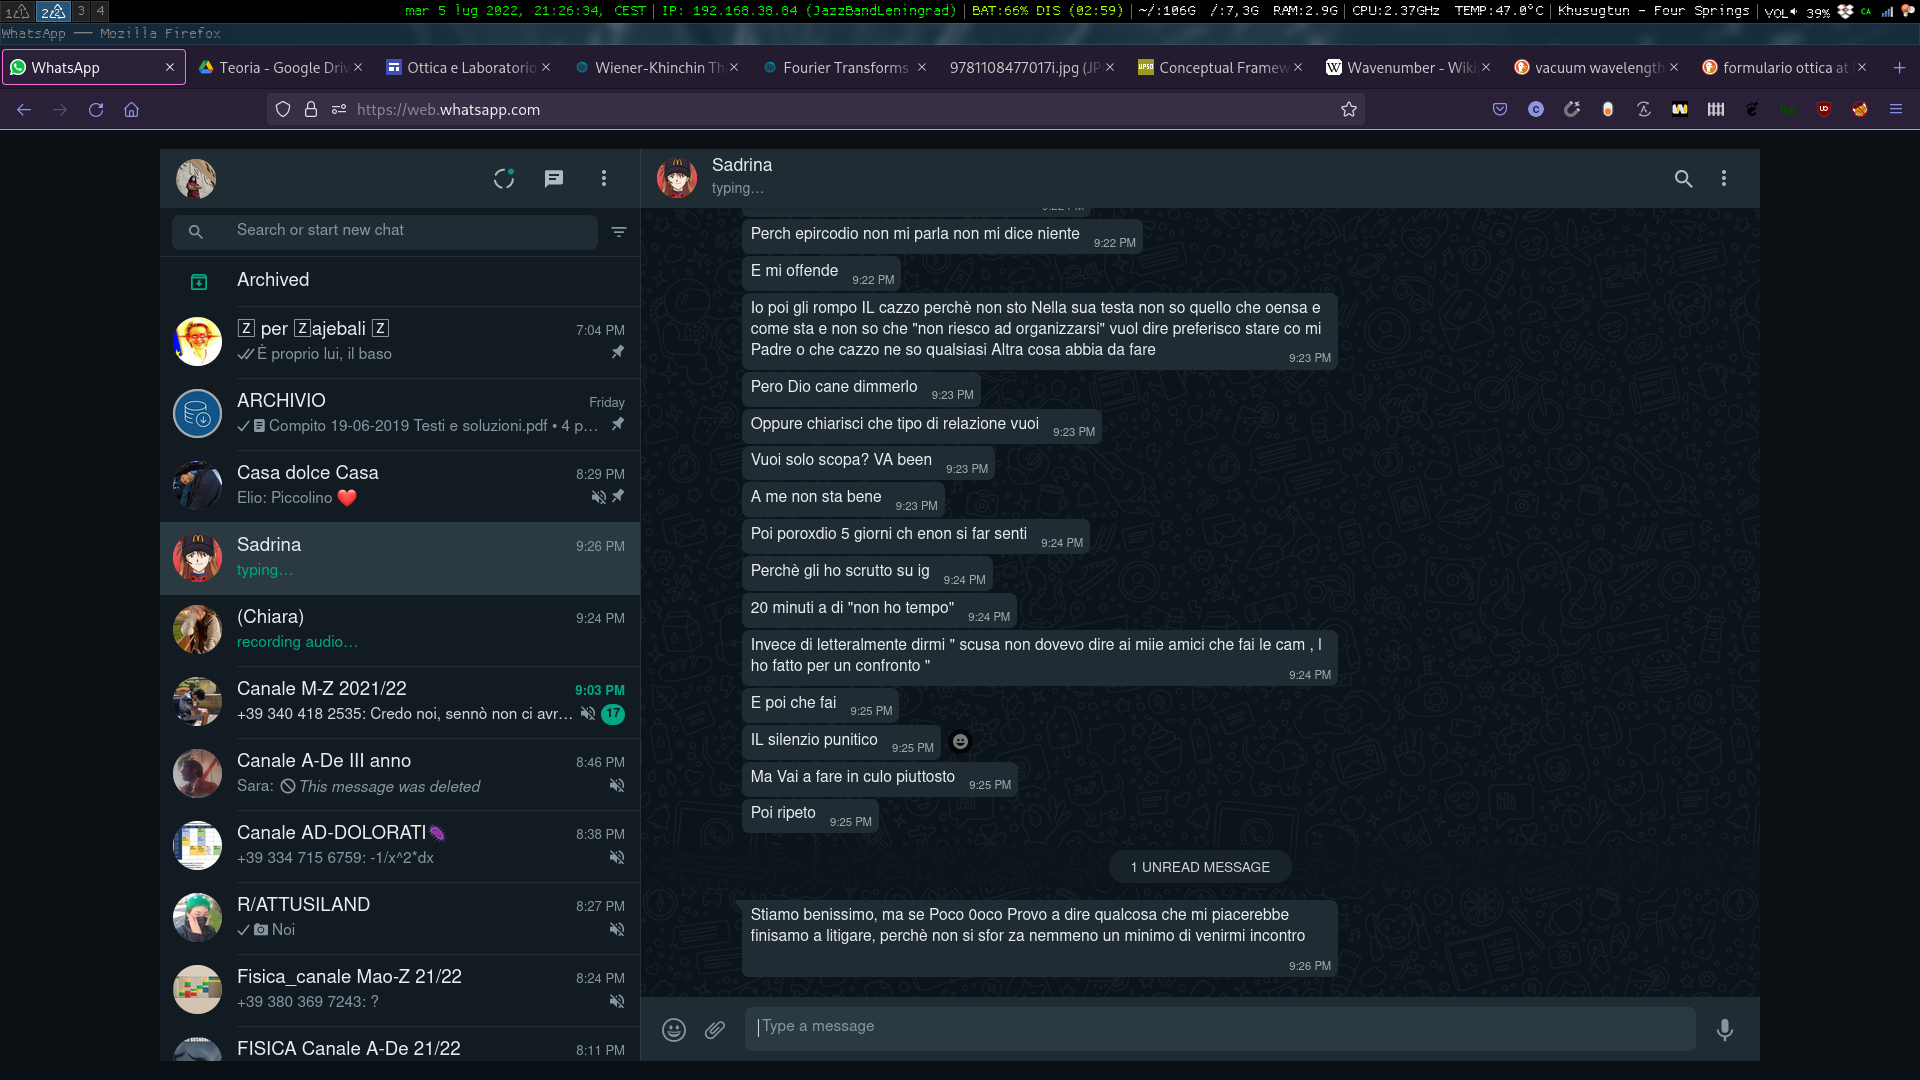 1 2 3 4
mar 5 lug 2022, 21:26:34, CEST | IP: 192.168.38.84 (JazzBandLeningrad) | BAT:66% DIS (02:59) | ~/:106G /:7,3G RAM:2.9G | CPU:2.37GHz TEMP:47.0°C | Khusugtun - Four Springs | VOL 39% CA
WhatsApp — Mozilla Firefox
WhatsApp
Teoria - Google Driv
Ottica e Laboratorio
Wiener-Khinchin Th
Fourier Transforms
9781108477017i.jpg (JP
Conceptual Framew
Wavenumber - Wiki
vacuum wavelength
formulario ottica at
https://web.whatsapp.com
Search or start new chat
Archived
🅉 per 🅉ajebali 🅉 7:04 PM
È proprio lui, il baso
ARCHIVIO Friday
Compito 19-06-2019 Testi e soluzioni.pdf • 4 p…
Casa dolce Casa 8:29 PM
Elio: Piccolino ❤️
Sadrina 9:26 PM
typing…
(Chiara) 9:24 PM
recording audio…
Canale M-Z 2021/22 9:03 PM
+39 340 418 2535: Credo noi, sennò non ci avr… 17
Canale A-De III anno 8:46 PM
Sara: This message was deleted
Canale AD-DOLORATI🦠 8:38 PM
+39 334 715 6759: -1/x^2*dx
R/ATTUSILAND 8:27 PM
Noi
Fisica_canale Mao-Z 21/22 8:24 PM
+39 380 369 7243: ?
FISICA Canale A-De 21/22 8:11 PM
Sadrina
typing…
9:22 PM
Perch epircodio non mi parla non mi dice niente 9:22 PM
E mi offende 9:22 PM
Io poi gli rompo IL cazzo perchè non sto Nella sua testa non so quello che oensa e
come sta e non so che "non riesco ad organizzarsi" vuol dire preferisco stare co mi
Padre o che cazzo ne so qualsiasi Altra cosa abbia da fare 9:23 PM
Pero Dio cane dimmerlo 9:23 PM
Oppure chiarisci che tipo di relazione vuoi 9:23 PM
Vuoi solo scopa? VA been 9:23 PM
A me non sta bene 9:23 PM
Poi poroxdio 5 giorni ch enon si far senti 9:24 PM
Perchè gli ho scrutto su ig 9:24 PM
20 minuti a di "non ho tempo" 9:24 PM
Invece di letteralmente dirmi " scusa non dovevo dire ai miie amici che fai le cam , l
ho fatto per un confronto " 9:24 PM
E poi che fai 9:25 PM
IL silenzio punitico 9:25 PM
Ma Vai a fare in culo piuttosto 9:25 PM
Poi ripeto 9:25 PM
1 UNREAD MESSAGE
Stiamo benissimo, ma se Poco 0oco Provo a dire qualcosa che mi piacerebbe
finisamo a litigare, perchè non si sfor za nemmeno un minimo di venirmi incontro
9:26 PM
Type a message